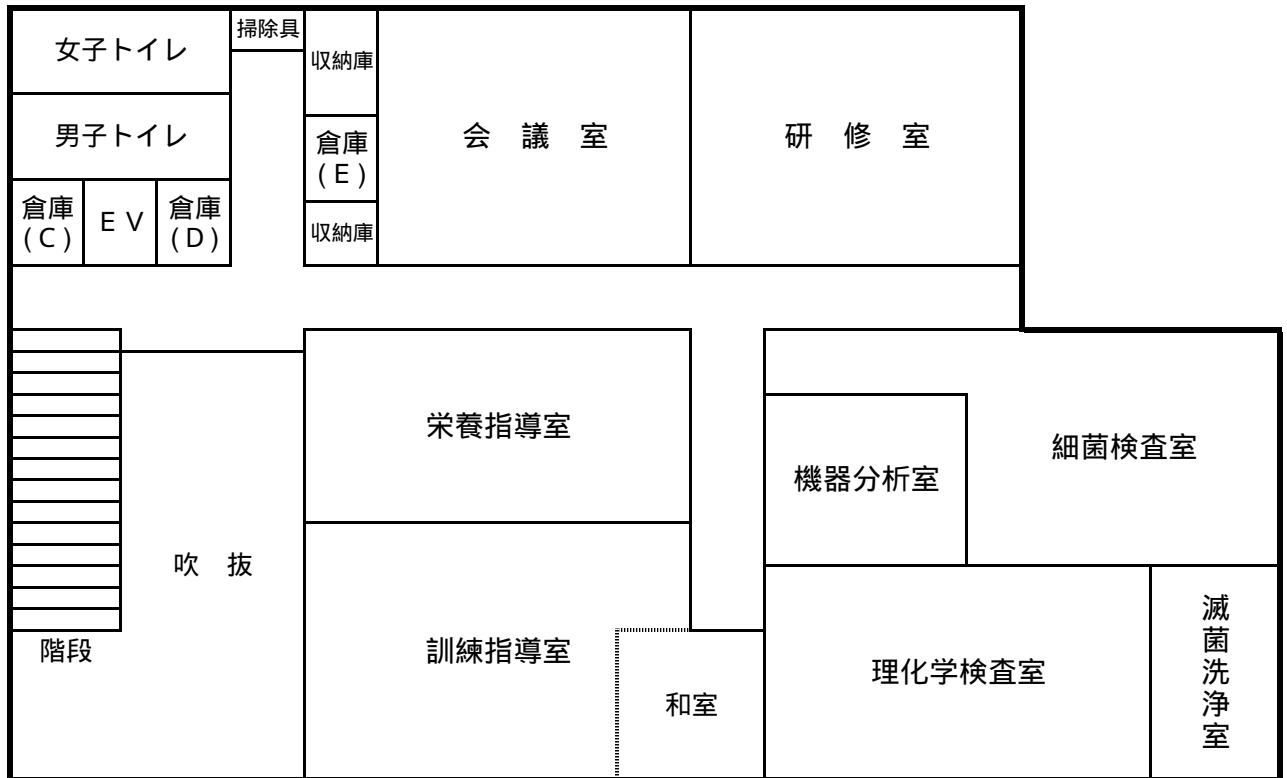 女子トイレ
掃除具
収納庫
男子トイレ
倉庫
(E)
会　議　室
研　修　室
倉庫
(C)
ＥＶ
倉庫
(D)
収納庫
栄養指導室
細菌検査室
機器分析室
吹　抜
階段
訓練指導室
和室
理化学検査室
滅菌洗浄室